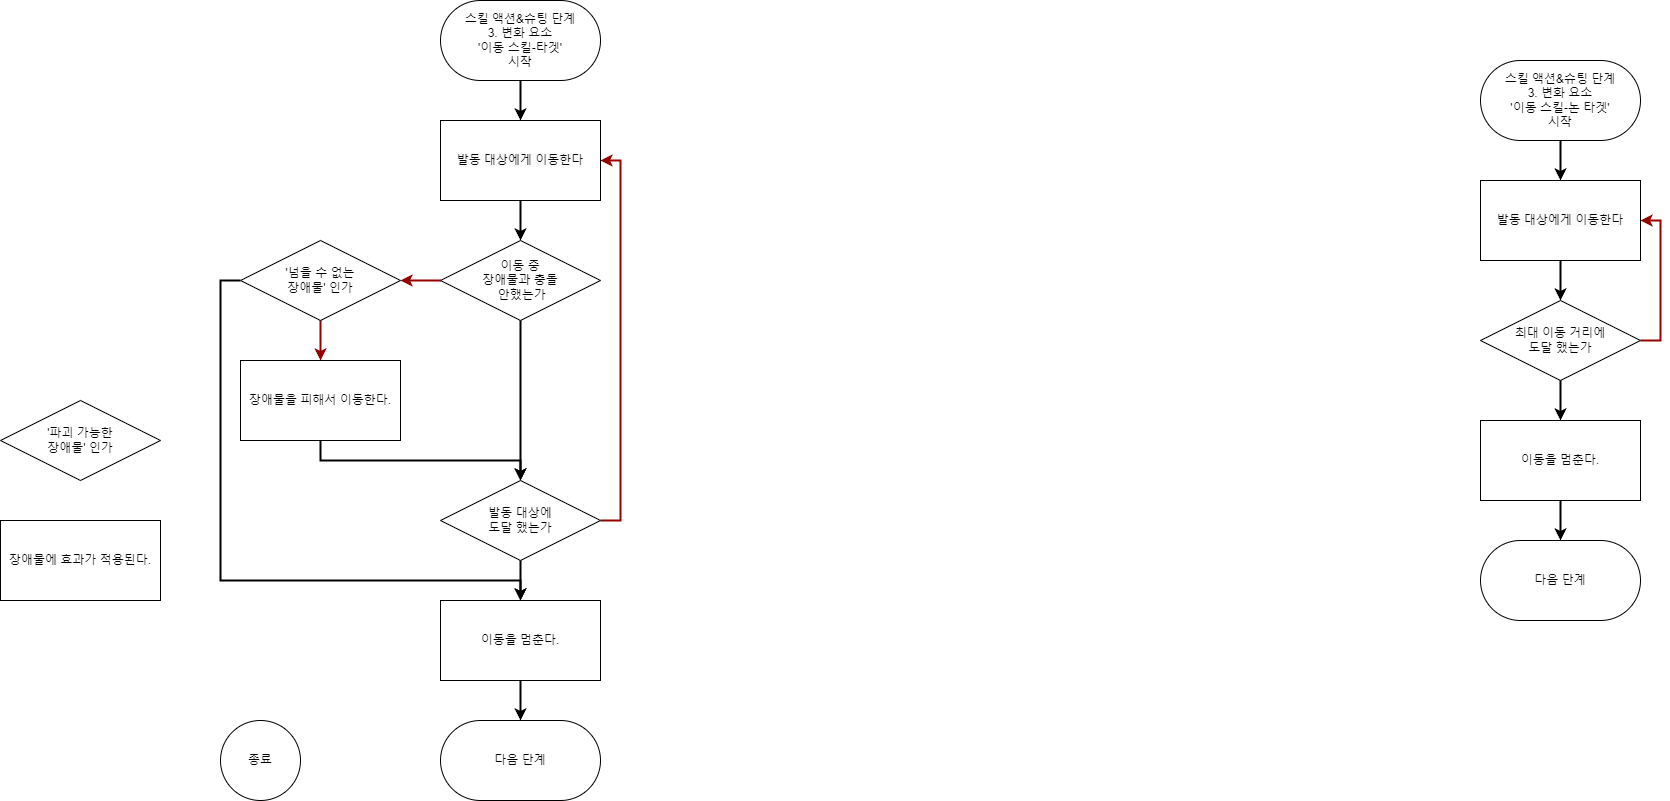 스킬 액션&슈팅 단계
3. 변화 요소
'이동 스킬-타겟'
시작
발동 대상에게 이동한다
이동 중
장애물과 충돌
안했는가
'넘을 수 없는
장애물' 인가
장애물을 피해서 이동한다.
'파괴 가능한
장애물' 인가
장애물에 효과가 적용된다.
발동 대상에
도달 했는가
이동을 멈춘다.
종료
다음 단계
스킬 액션&슈팅 단계
3. 변화 요소
'이동 스킬-논 타겟'
시작
발동 대상에게 이동한다
최대 이동 거리에
도달 했는가
이동을 멈춘다.
다음 단계